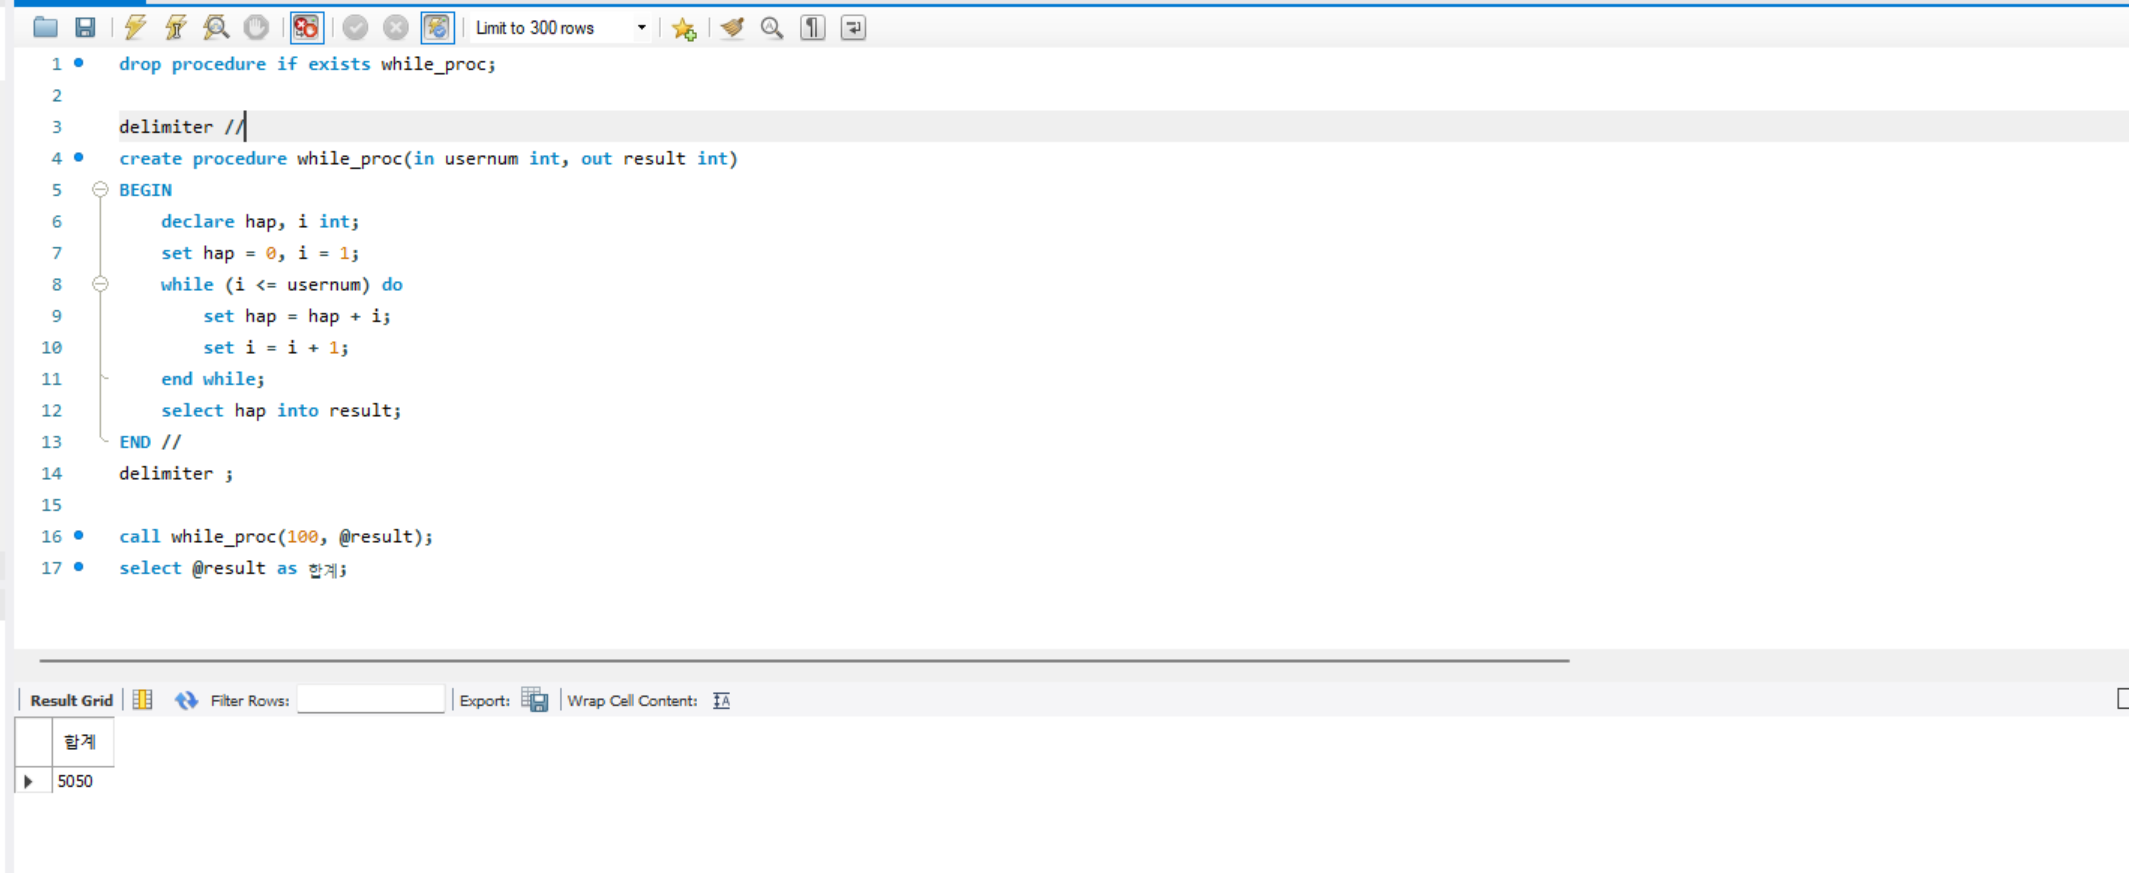 Limit to 300 rows
1 drop procedure if exists while_proc;
2
3 delimiter //
4 create procedure while_proc(in usernum int, out result int)
5 BEGIN
6 declare hap, i int;
7 set hap = 0, i = 1;
8 while (i <= usernum) do
9 set hap = hap + i;
10 set i = i + 1;
11 end while;
12 select hap into result;
13 END //
14 delimiter ;
15
16 call while_proc(100, @result);
17 select @result as 합계;
Result Grid Filter Rows: Export: Wrap Cell Content:
합계
5050